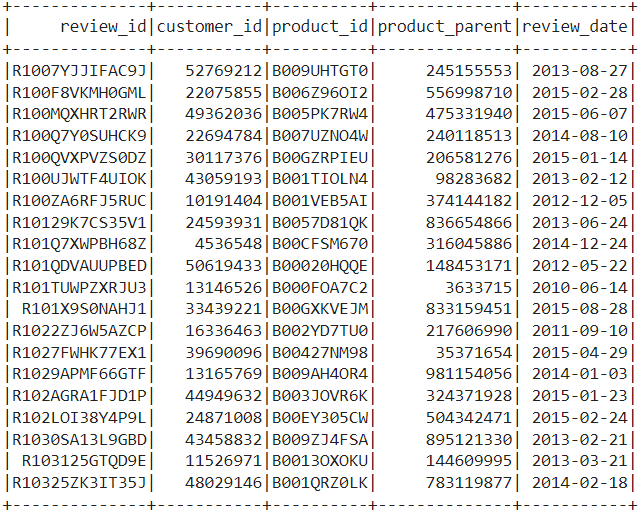 +--------------+-----------+----------+--------------+-----------+
|     review_id|customer_id|product_id|product_parent|review_date|
+--------------+-----------+----------+--------------+-----------+
|R1007YJJIFAC9J|   52769212|B009UHTGT0|     245155553| 2013-08-27|
|R100F8VKMH0GML|   22075855|B006Z96OI2|     556998710| 2015-02-28|
|R100MQXHRT2RWR|   49362036|B005PK7RW4|     475331940| 2015-06-07|
|R100Q7Y0SUHCK9|   22694784|B007UZNO4W|     240118513| 2014-08-10|
|R100QVXPVZS0DZ|   30117376|B00GZRPIEU|     206581276| 2015-01-14|
|R100UJWTF4UIOK|   43059193|B001TIOLN4|      98283682| 2013-02-12|
|R100ZA6RFJ5RUC|   10191404|B001VEB5AI|     374144182| 2012-12-05|
|R10129K7CS35V1|   24593931|B0057D81QK|     836654866| 2013-06-24|
|R101Q7XWPBH68Z|    4536548|B00CFSM670|     316045886| 2014-12-24|
|R101QDVAUUPBED|   50619433|B00020HQQE|     148453171| 2012-05-22|
|R101TUWPZXRJU3|   13146526|B000FOA7C2|       3633715| 2010-06-14|
| R101X9S0NAHJ1|   33439221|B00GXKVEJM|     833159451| 2015-08-28|
|R1022ZJ6W5AZCP|   16336463|B002YD7TU0|     217606990| 2011-09-10|
|R1027FWHK77EX1|   39690096|B00427NM98|      35371654| 2015-04-29|
|R1029APMF66GTF|   13165769|B009AH4OR4|     981154056| 2014-01-03|
|R102AGRA1FJD1P|   44949632|B003JOVR6K|     324371928| 2015-01-23|
|R102LOI38Y4P9L|   24871008|B00EY305CW|     504342471| 2015-02-24|
|R1030SA13L9GBD|   43458832|B009ZJ4FSA|     895121330| 2013-02-21|
| R103125GTQD9E|   11526971|B0013OXOKU|     144609995| 2013-03-21|
|R10325ZK3IT35J|   48029146|B001QRZ0LK|     783119877| 2014-02-18|
+--------------+-----------+----------+--------------+-----------+